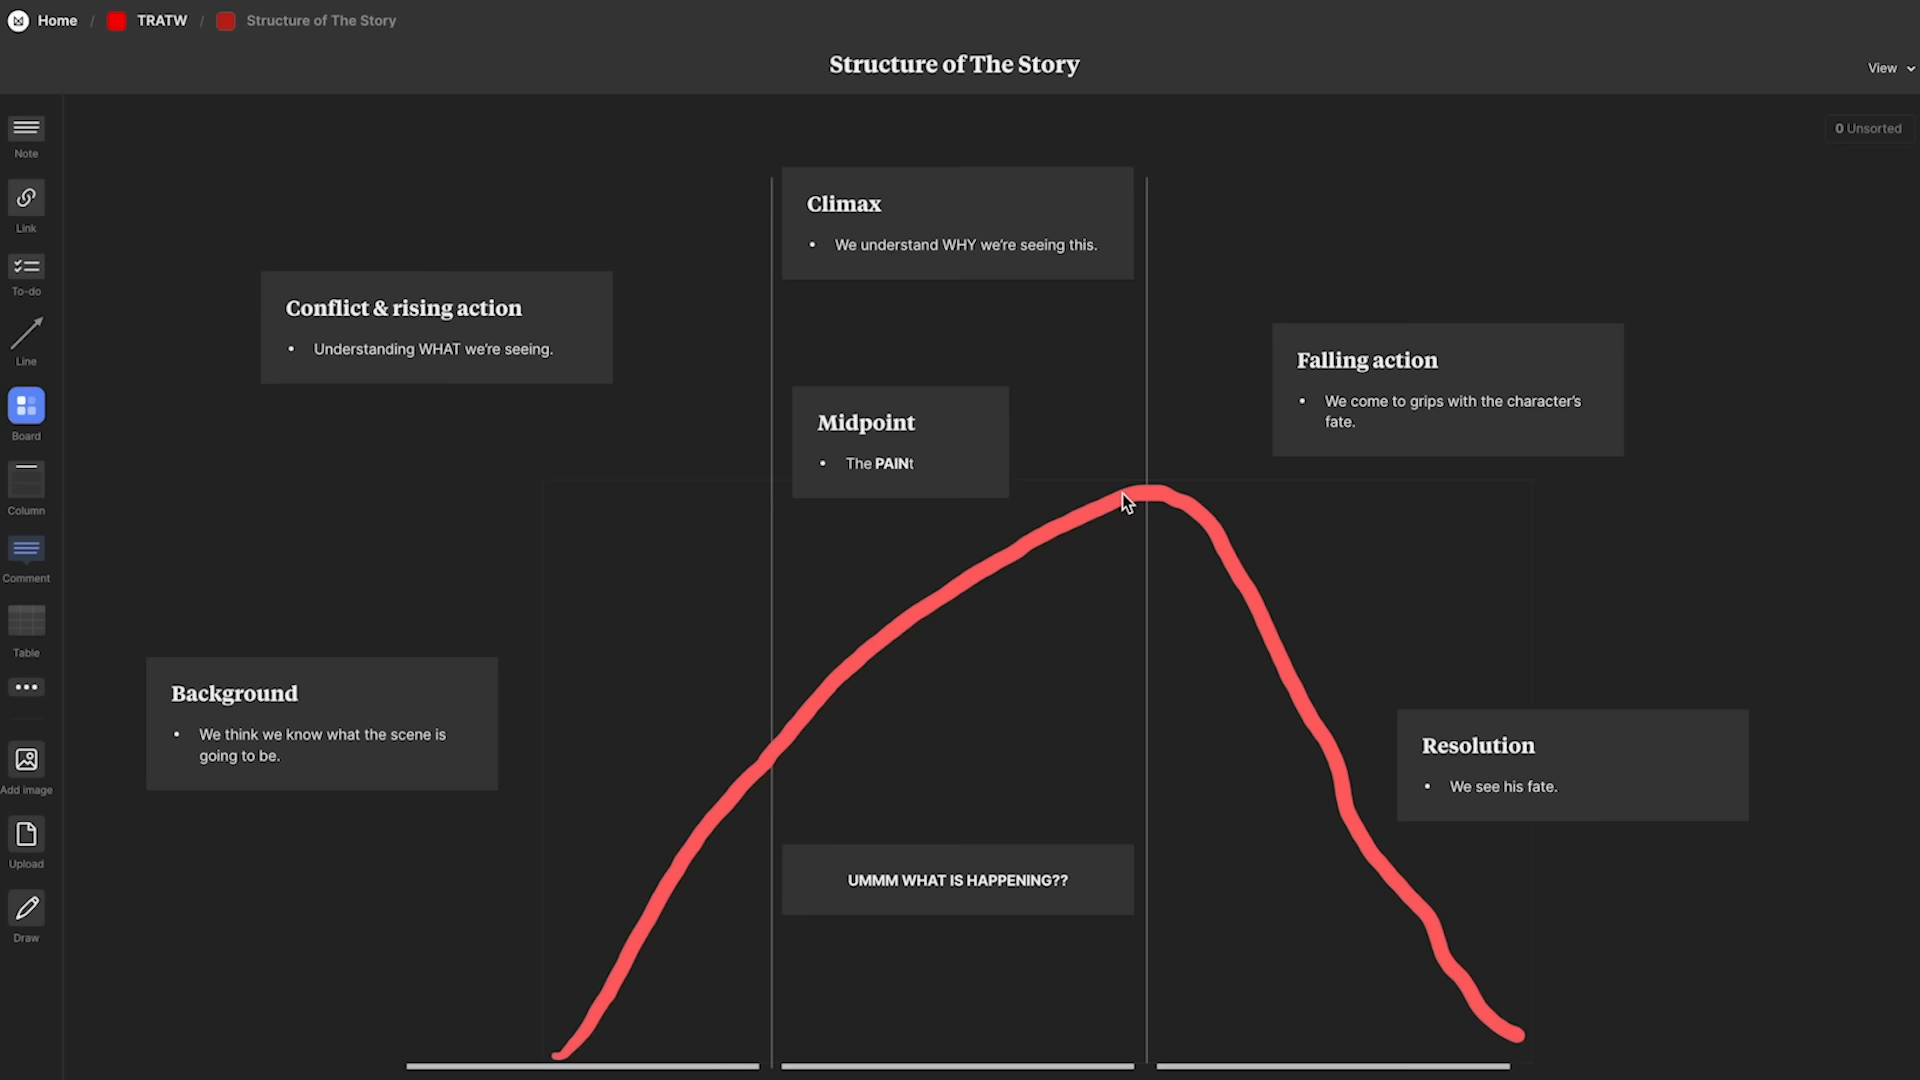 Home / TRATW / Structure of The Story
Structure of The Story
View
0 Unsorted
Note
Link
To-do
Line
Board
Column
Comment
Table
Add image
Upload
Draw
Climax
• We understand WHY we're seeing this.
Conflict & rising action
• Understanding WHAT we're seeing.
Falling action
• We come to grips with the character's
fate.
Midpoint
• The PAINt
Background
• We think we know what the scene is
going to be.
Resolution
• We see his fate.
UMMM WHAT IS HAPPENING??